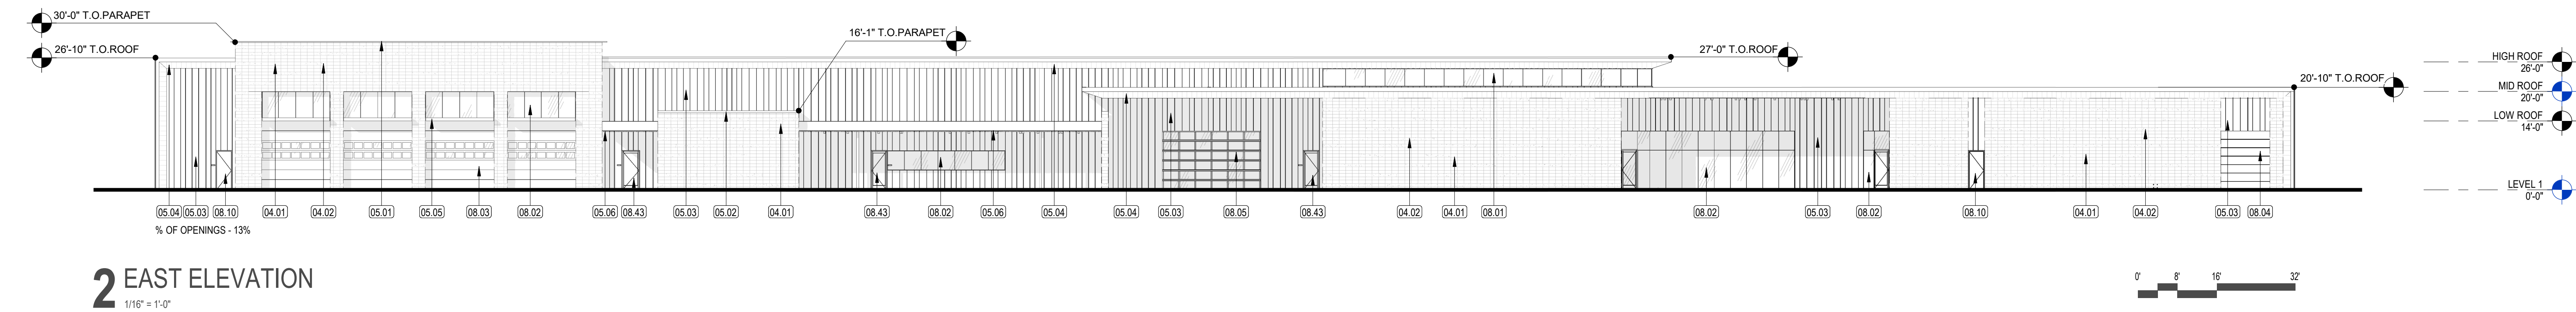 30'-0" T.O.PARAPET
26'-10" T.O.ROOF
16'-1" T.O.PARAPET
27'-0" T.O.ROOF
20'-10" T.O.ROOF
HIGH ROOF
26'-0"
MID ROOF
20'-0"
LOW ROOF
14'-0"
LEVEL 1
0'-0"
05.04 05.03 08.10 04.01 04.02 05.01 05.05 08.03 08.02 05.06 08.43 05.03 05.02 04.01 08.43 08.02 05.06 05.04 05.04 05.03 08.05 08.43 04.02 04.01 08.01 08.02 05.03 08.02 08.10 04.01 04.02 05.03 08.04
% OF OPENINGS - 13%
2 EAST ELEVATION
1/16" = 1'-0"
0' 8' 16' 32'